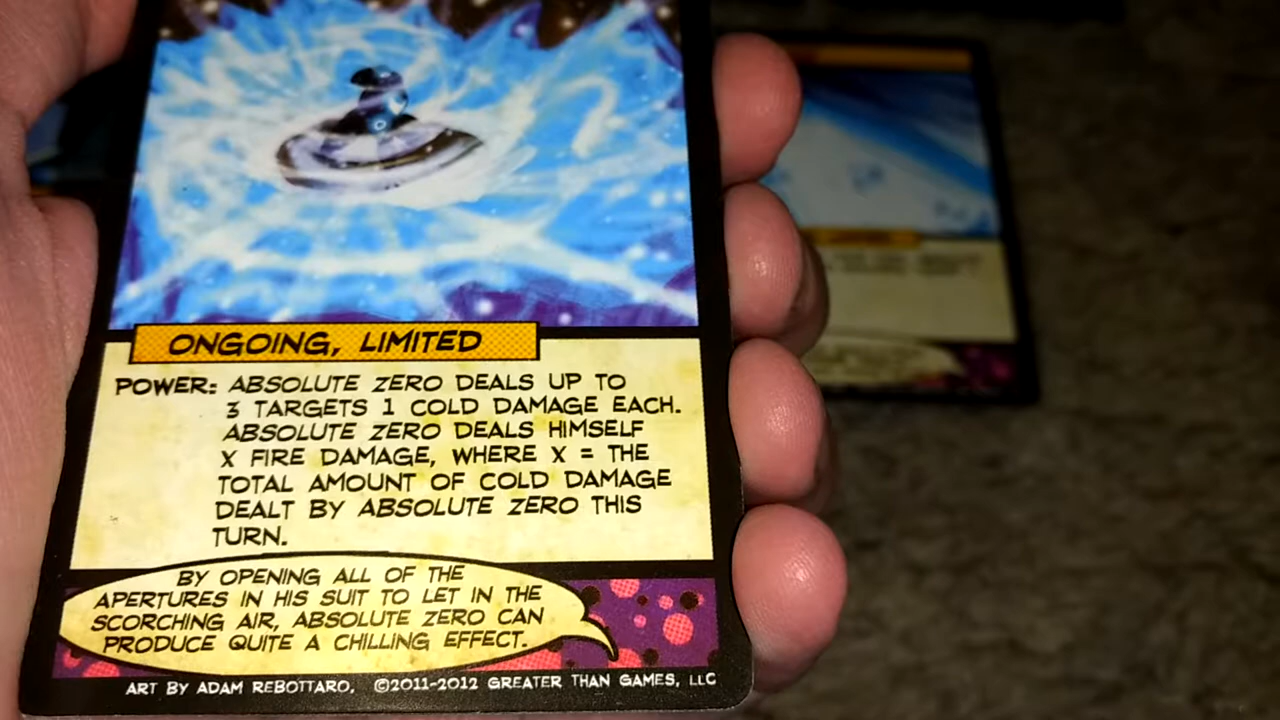 ONGOING, LIMITED
POWER: ABSOLUTE ZERO DEALS UP TO
3 TARGETS 1 COLD DAMAGE EACH.
ABSOLUTE ZERO DEALS HIMSELF
X FIRE DAMAGE, WHERE X = THE
TOTAL AMOUNT OF COLD DAMAGE
DEALT BY ABSOLUTE ZERO THIS
TURN.
BY OPENING ALL OF THE
APERTURES IN HIS SUIT TO LET IN THE
SCORCHING AIR, ABSOLUTE ZERO CAN
PRODUCE QUITE A CHILLING EFFECT.
ART BY ADAM REBOTTARO. ©2011-2012 GREATER THAN GAMES, LLC